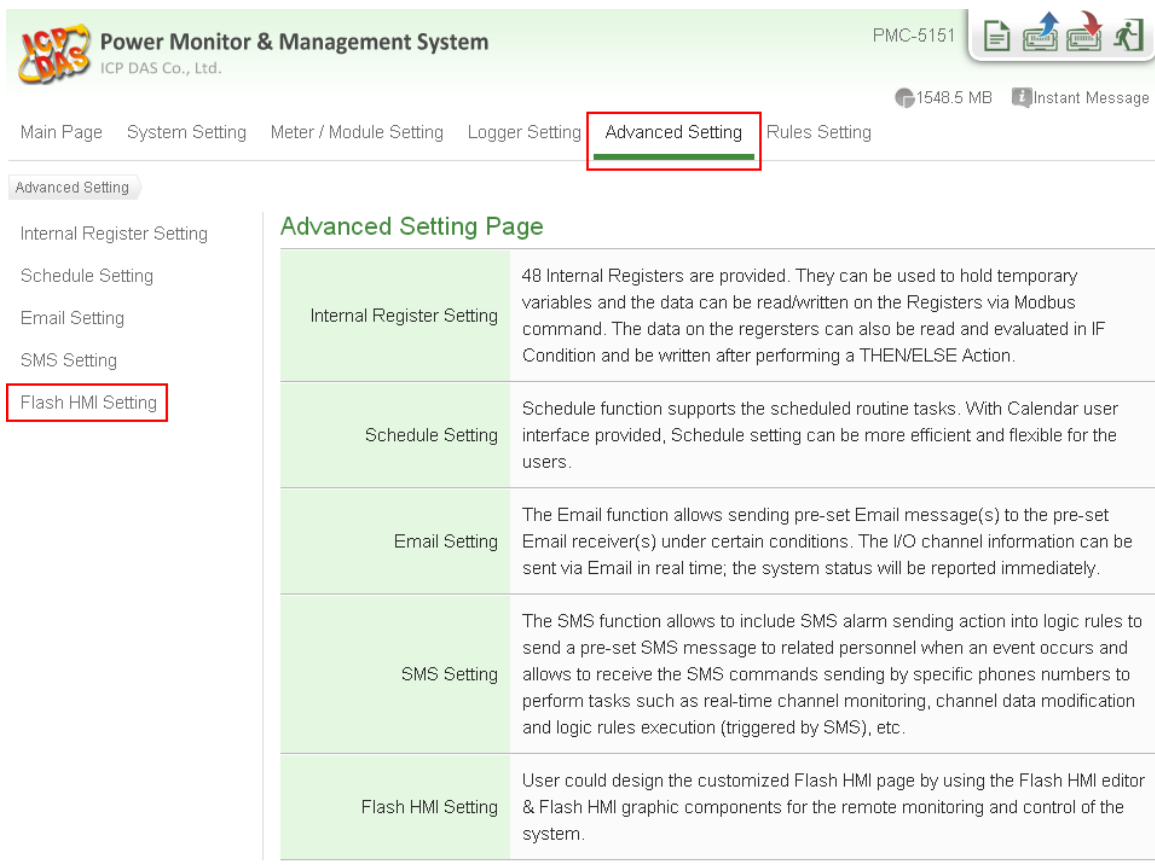 ICP
DAS
Power Monitor & Management System
ICP DAS Co., Ltd.
PMC-5151
1548.5 MB Instant Message
Main Page System Setting Meter / Module Setting Logger Setting Advanced Setting Rules Setting
Advanced Setting
Internal Register Setting
Schedule Setting
Email Setting
SMS Setting
Flash HMI Setting
Advanced Setting Page
Internal Register Setting
48 Internal Registers are provided. They can be used to hold temporary
variables and the data can be read/written on the Registers via Modbus
command. The data on the regersters can also be read and evaluated in IF
Condition and be written after performing a THEN/ELSE Action.
Schedule Setting
Schedule function supports the scheduled routine tasks. With Calendar user
interface provided, Schedule setting can be more efficient and flexible for the
users.
Email Setting
The Email function allows sending pre-set Email message(s) to the pre-set
Email receiver(s) under certain conditions. The I/O channel information can be
sent via Email in real time; the system status will be reported immediately.
SMS Setting
The SMS function allows to include SMS alarm sending action into logic rules to
send a pre-set SMS message to related personnel when an event occurs and
allows to receive the SMS commands sending by specific phones numbers to
perform tasks such as real-time channel monitoring, channel data modification
and logic rules execution (triggered by SMS), etc.
Flash HMI Setting
User could design the customized Flash HMI page by using the Flash HMI editor
& Flash HMI graphic components for the remote monitoring and control of the
system.